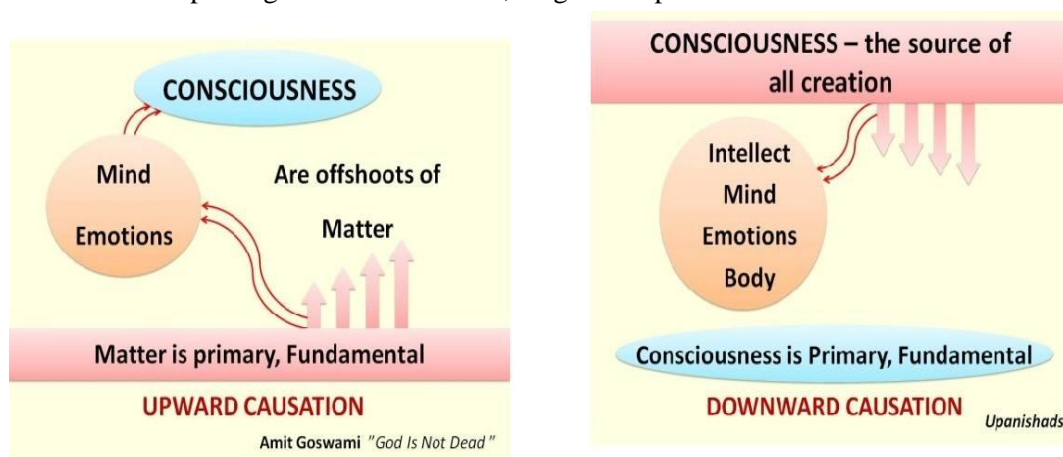 CONSCIOUSNESS
Mind
Emotions
Are offshoots of
Matter
Matter is primary, Fundamental
UPWARD CAUSATION
Amit Goswami "God Is Not Dead"
CONSCIOUSNESS – the source of
all creation
Intellect
Mind
Emotions
Body
Consciousness is Primary, Fundamental
DOWNWARD CAUSATION
Upanishads